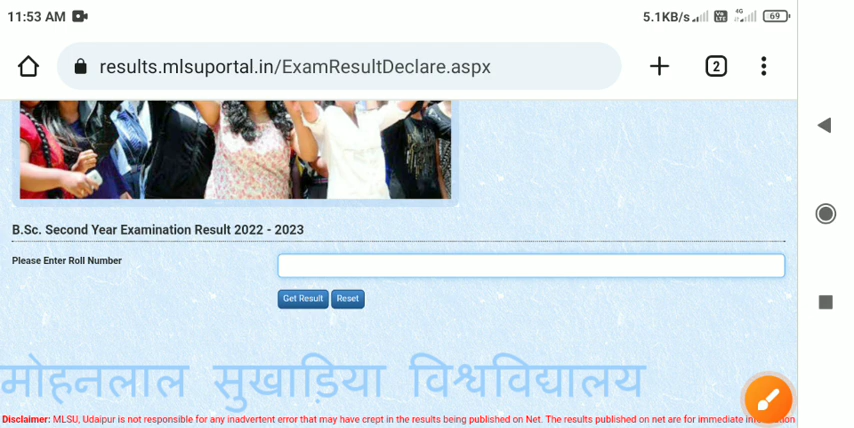 11:53 AM
5.1KB/s Vo LTE 4G 69
results.mlsuportal.in/ExamResultDeclare.aspx
2
B.Sc. Second Year Examination Result 2022 - 2023
Please Enter Roll Number
Get Result Reset
मोहनलाल सुखाड़िया विश्वविद्यालय
Disclaimer: MLSU, Udaipur is not responsible for any inadvertent error that may have crept in the results being published on Net. The results published on net are for immediate